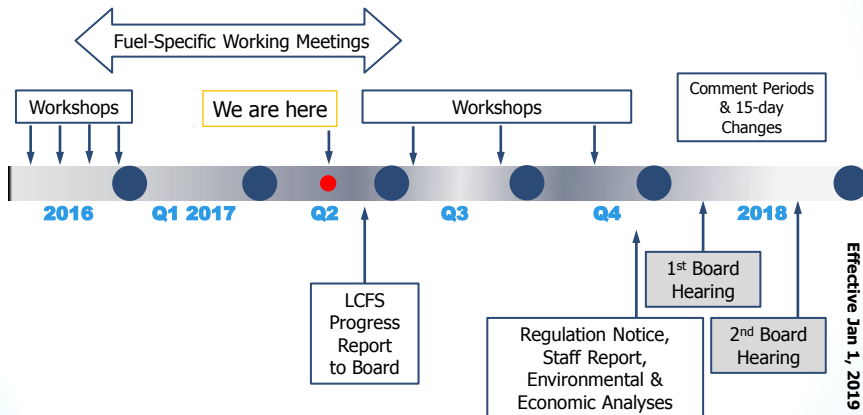 Fuel-Specific Working Meetings
Workshops
We are here
Workshops
Comment Periods
& 15-day
Changes
2016
Q1 2017
Q2
Q3
Q4
2018
LCFS
Progress
Report
to Board
Regulation Notice,
Staff Report,
Environmental &
Economic Analyses
1st Board
Hearing
2nd Board
Hearing
Effective Jan 1, 2019